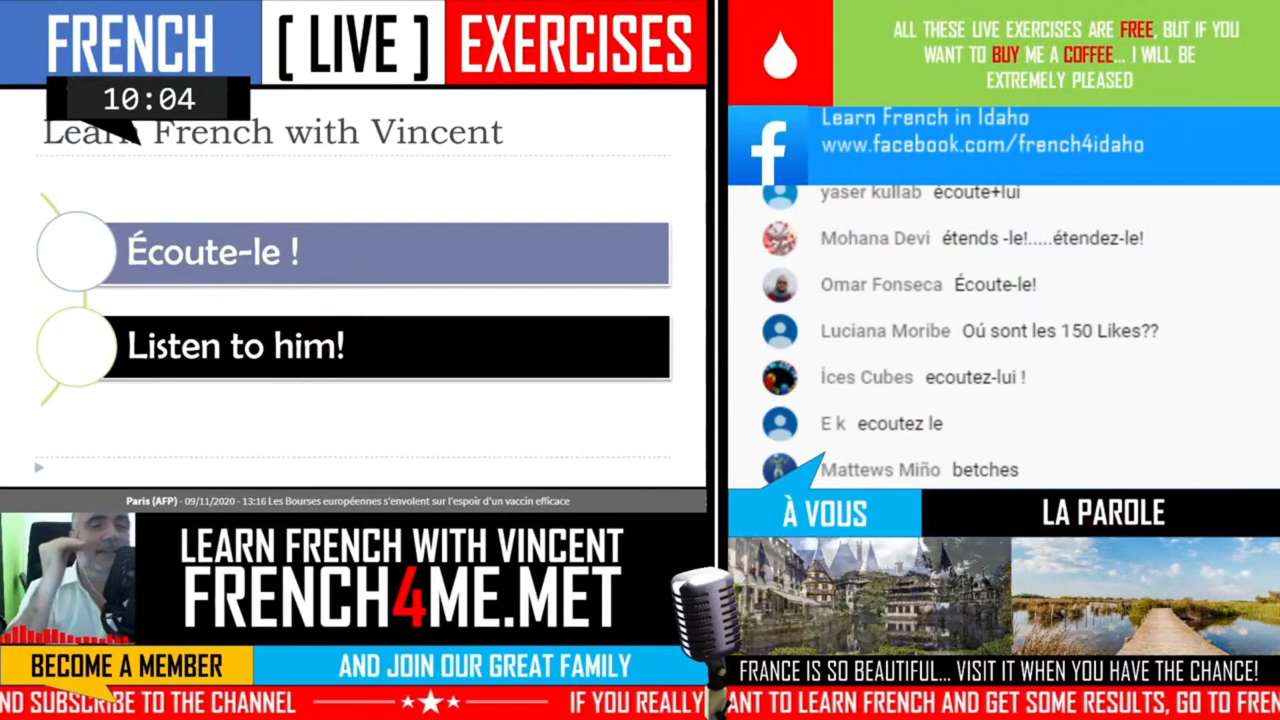 FRENCH [ LIVE ] EXERCISES
10:04
Learn French with Vincent
Écoute-le !
Listen to him!
Paris (AFP) - 09/11/2020 - 13:16 Les Bourses européennes s'envolent sur l'espoir d'un vaccin efficace
LEARN FRENCH WITH VINCENT
FRENCH4ME.MET
BECOME A MEMBER
AND JOIN OUR GREAT FAMILY
ALL THESE LIVE EXERCISES ARE FREE, BUT IF YOU
WANT TO BUY ME A COFFEE... I WILL BE
EXTREMELY PLEASED
f
Learn French in Idaho
www.facebook.com/french4idaho
yaser kullab écoute+lui
Mohana Devi étends -le!.....étendez-le!
Omar Fonseca Écoute-le!
Luciana Moribe Oú sont les 150 Likes??
İces Cubes ecoutez-lui !
E k ecoutez le
Mattews Miño betches
À VOUS
LA PAROLE
FRANCE IS SO BEAUTIFUL... VISIT IT WHEN YOU HAVE THE CHANCE!
ND SUBSCRIBE TO THE CHANNEL IF YOU REALLY ANT TO LEARN FRENCH AND GET SOME RESULTS, GO TO FREN